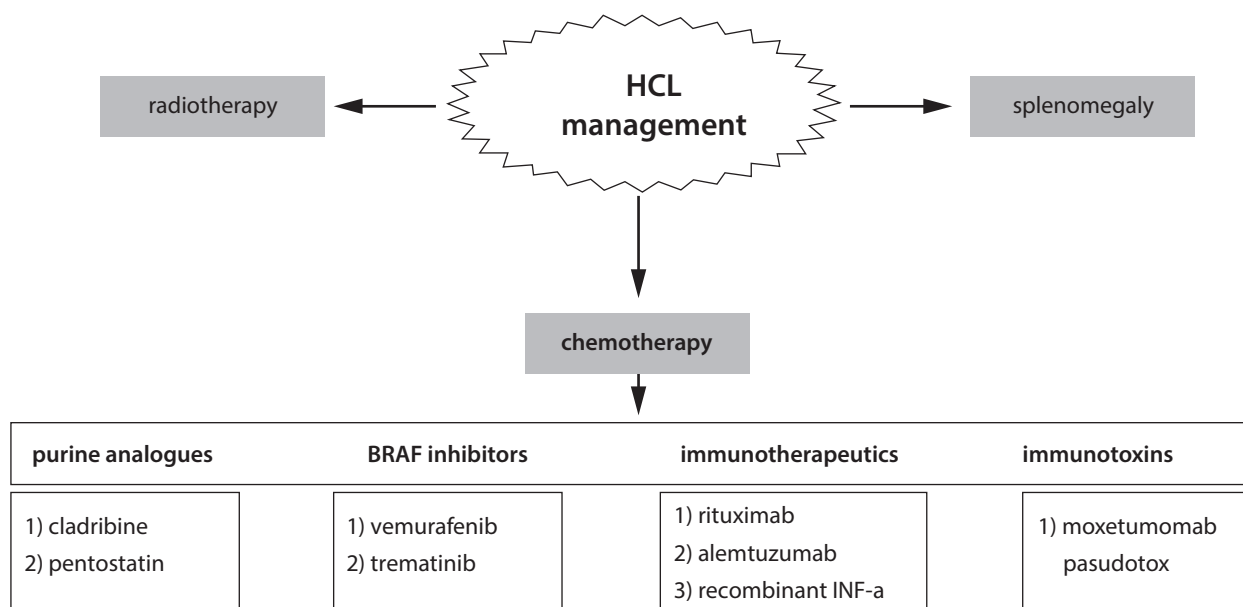 HCL
management
radiotherapy
splenomegaly
chemotherapy
purine analogues
BRAF inhibitors
immunotherapeutics
immunotoxins
1) cladribine
2) pentostatin
1) vemurafenib
2) trematinib
1) rituximab
2) alemtuzumab
3) recombinant INF-a
1) moxetumomab
pasudotox